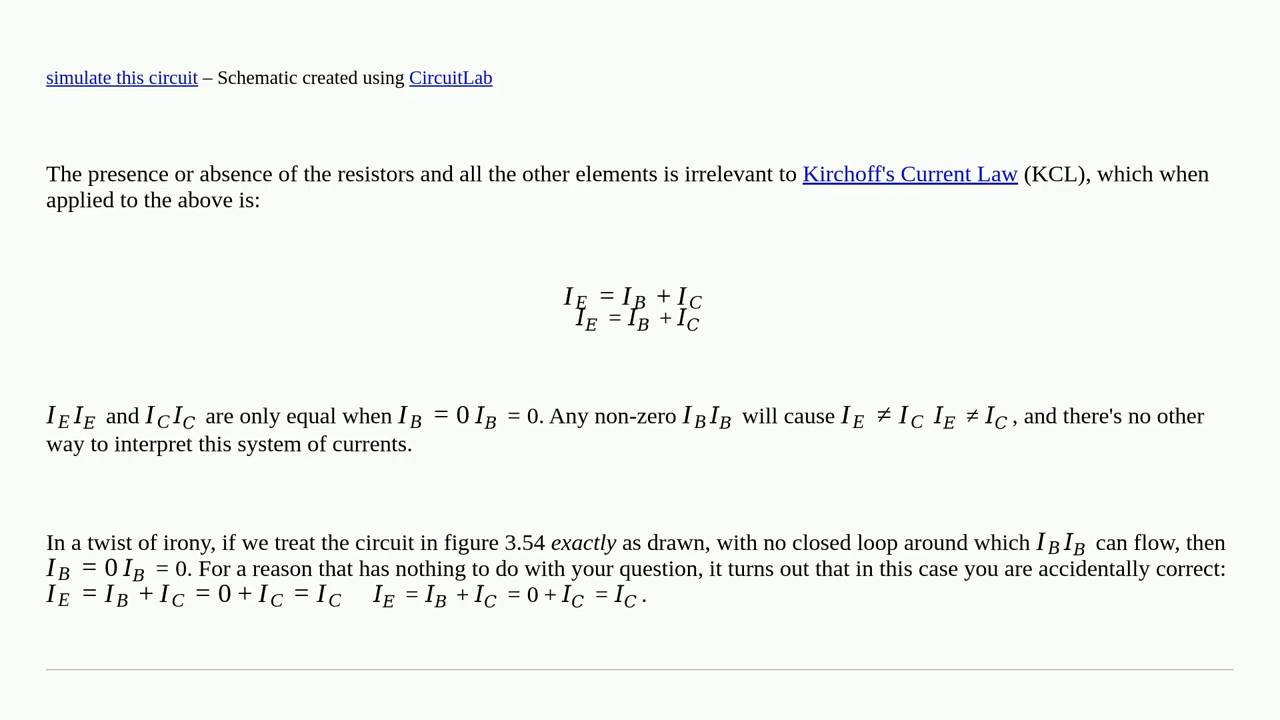 simulate this circuit – Schematic created using CircuitLab
The presence or absence of the resistors and all the other elements is irrelevant to Kirchoff's Current Law (KCL), which when
applied to the above is:
I_E = I_B + I_C
I_E = I_B + I_C
I_E I_E and I_C I_C are only equal when I_B = 0 I_B = 0. Any non-zero I_B I_B will cause I_E ≠ I_C I_E ≠ I_C, and there's no other
way to interpret this system of currents.
In a twist of irony, if we treat the circuit in figure 3.54 exactly as drawn, with no closed loop around which I_B I_B can flow, then
I_B = 0 I_B = 0. For a reason that has nothing to do with your question, it turns out that in this case you are accidentally correct:
I_E = I_B + I_C = 0 + I_C = I_C I_E = I_B + I_C = 0 + I_C = I_C.